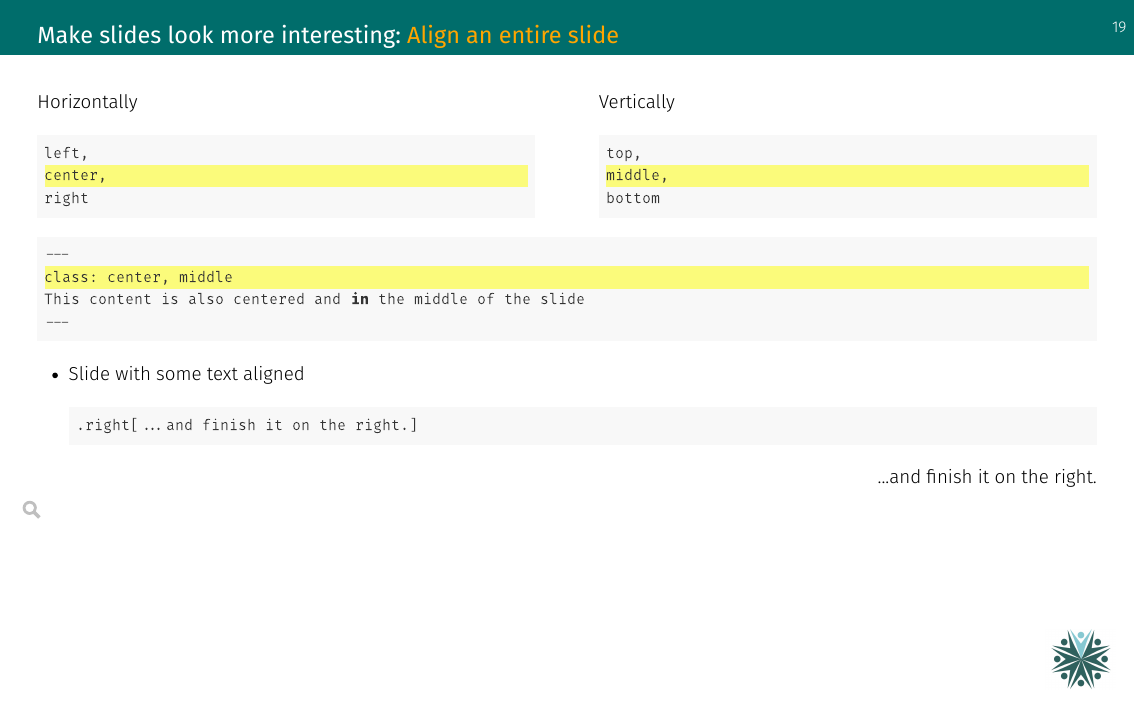 Make slides look more interesting: Align an entire slide
19
Horizontally
left,
center,
right
Vertically
top,
middle,
bottom
---
class: center, middle
This content is also centered and in the middle of the slide
---
• Slide with some text aligned
.right[...and finish it on the right.]
...and finish it on the right.